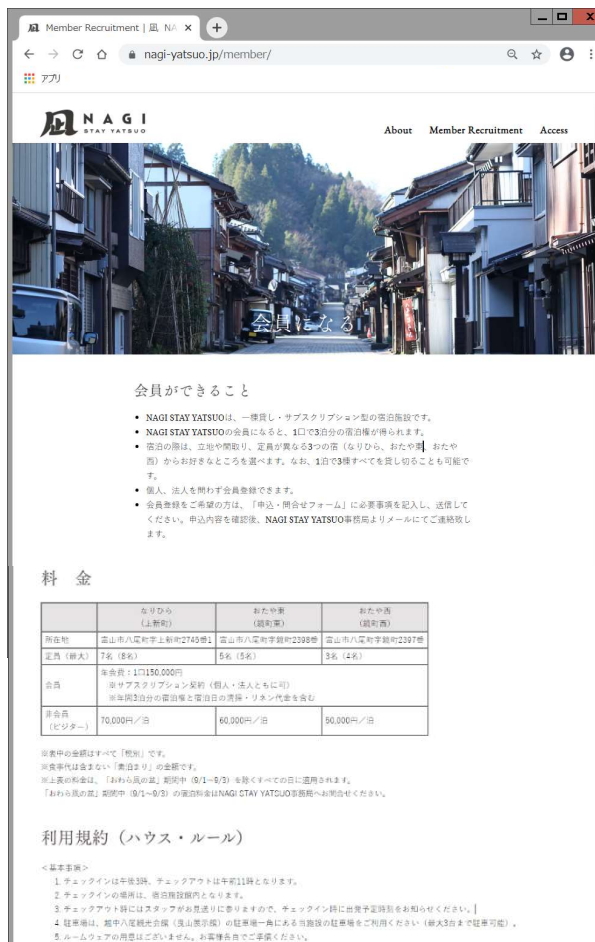 Member Recruitment | 凪 NA
nagi-yatsuo.jp/member/
アプリ
凪 NAGI
STAY YATSUO
About Member Recruitment Access
会員になる
会員ができること
• NAGI STAY YATSUOは、一棟貸し・サブスクリプション型の宿泊施設です。
• NAGI STAY YATSUOの会員になると、1口で3泊分の宿泊権が得られます。
• 宿泊の際は、立地や間取り、定員が異なる3つの宿（なりひら、おたや東、おたや
西）からお好きなところを選べます。なお、1泊で3棟すべてを貸し切ることも可能で
す。
• 個人、法人を問わず会員登録できます。
• 会員登録をご希望の方は、「申込・問合せフォーム」に必要事項を記入し、送信して
ください。申込内容を確認後、NAGI STAY YATSUO事務局よりメールにてご連絡致し
ます。
料 金
なりひら おたや東 おたや西
（上新町） （鏡町東） （鏡町西）
所在地 富山市八尾町字上新町2745番1 富山市八尾町字鏡町2398番 富山市八尾町字鏡町2397番
定員（最大） 7名（8名） 5名（5名） 3名（4名）
会員 年会費：1口150,000円
※サブスクリプション契約（個人・法人ともに可）
※年間3泊分の宿泊権と宿泊日の清掃・リネン代金を含む
非会員
（ビジター） 70,000円／泊 60,000円／泊 50,000円／泊
※表中の金額はすべて「税別」です。
※食事代は含まない「素泊まり」の金額です。
※上表の料金は、「おわら風の盆」期間中（9/1～9/3）を除くすべての日に適用されます。
「おわら風の盆」期間中（9/1～9/3）の宿泊料金はNAGI STAY YATSUO事務局へお問合せください。
利用規約（ハウス・ルール）
＜基本事項＞
1. チェックインは午後3時、チェックアウトは午前11時となります。
2. チェックインの場所は、宿泊施設館内となります。
3. チェックアウト時にはスタッフがお見送りに参りますので、チェックイン時に出発予定時刻をお知らせください。
4. 駐車場は、越中八尾観光会館（曳山展示館）の駐車場一角にある当施設の駐車場をご利用ください（最大3台まで駐車可能）。
5. ルームウェアの用意はございません。お客様各自でご準備ください。